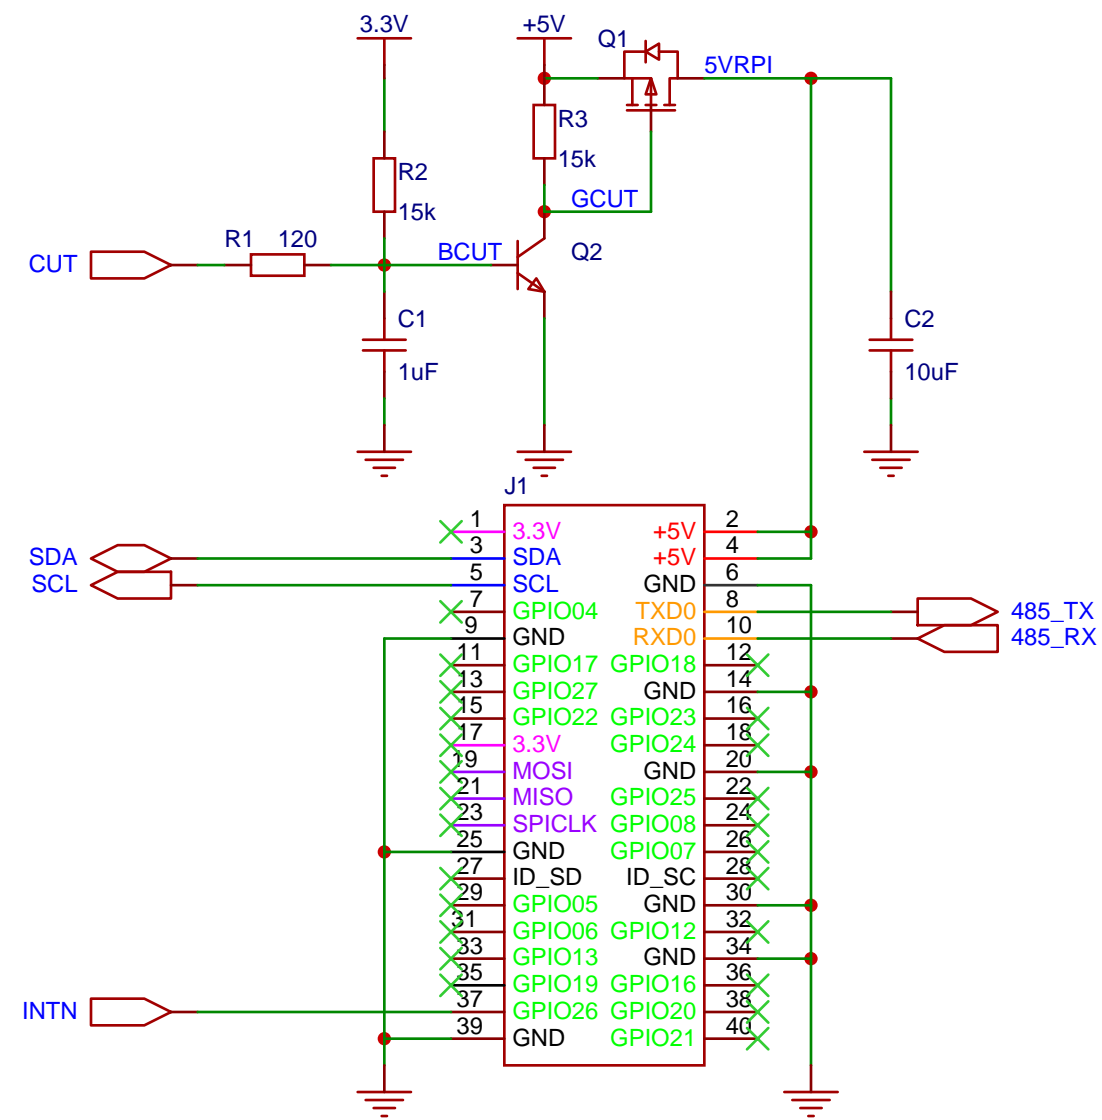 3.3V
+5V
Q1
5VRPI
R3
15k
R2
15k
GCUT
R1 120
CUT
BCUT
Q2
C1
1uF
C2
10uF
J1
1 3.3V +5V 2
SDA 3 SDA +5V 4
SCL 5 SCL GND 6
7 GPIO04 TXD0 8 485_TX
9 GND RXD0 10 485_RX
11 GPIO17 GPIO18 12
13 GPIO27 GND 14
15 GPIO22 GPIO23 16
17 3.3V GPIO24 18
19 MOSI GND 20
21 MISO GPIO25 22
23 SPICLK GPIO08 24
25 GND GPIO07 26
27 ID_SD ID_SC 28
29 GPIO05 GND 30
31 GPIO06 GPIO12 32
33 GPIO13 GND 34
35 GPIO19 GPIO16 36
INTN 37 GPIO26 GPIO20 38
39 GND GPIO21 40